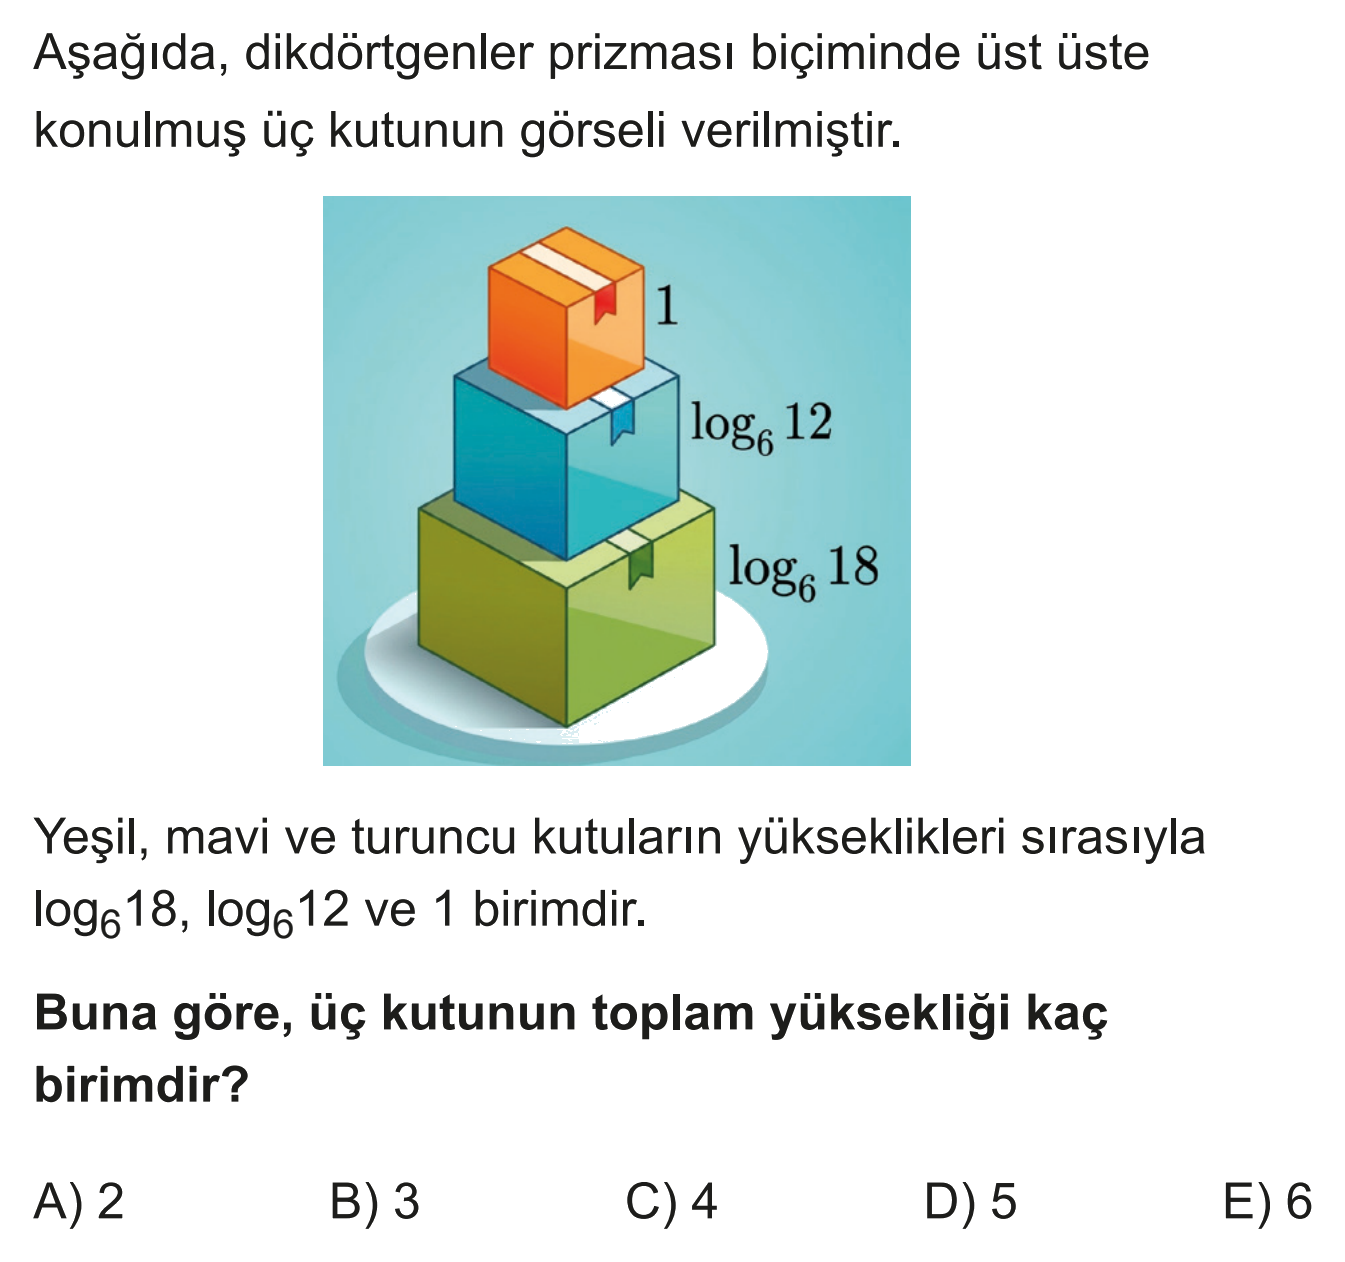 Aşağıda, dikdörtgenler prizması biçiminde üst üste
konulmuş üç kutunun görseli verilmiştir.
1
log₆ 12
log₆ 18
Yeşil, mavi ve turuncu kutuların yükseklikleri sırasıyla
log₆18, log₆12 ve 1 birimdir.
Buna göre, üç kutunun toplam yüksekliği kaç
birimdir?
A) 2 B) 3 C) 4 D) 5 E) 6